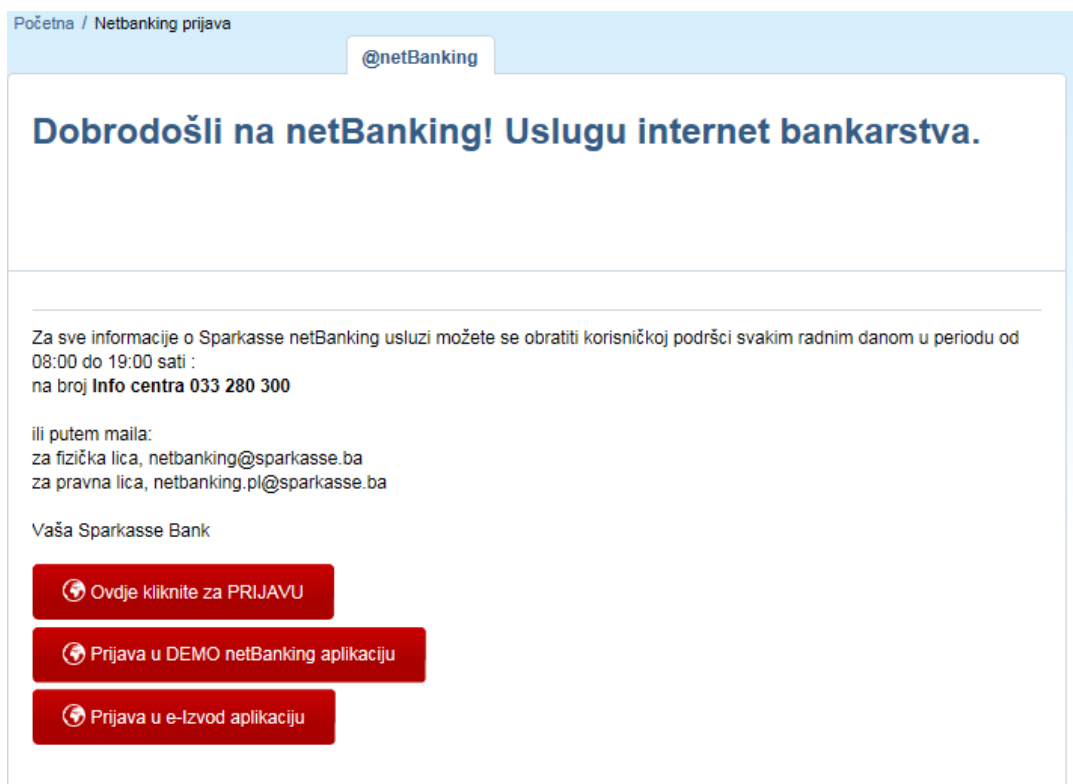 Početna / Netbanking prijava
@netBanking
Dobrodošli na netBanking! Uslugu internet bankarstva.
Za sve informacije o Sparkasse netBanking usluzi možete se obratiti korisničkoj podršci svakim radnim danom u periodu od
08:00 do 19:00 sati :
na broj Info centra 033 280 300
ili putem maila:
za fizička lica, netbanking@sparkasse.ba
za pravna lica, netbanking.pl@sparkasse.ba
Vaša Sparkasse Bank
Ovdje kliknite za PRIJAVU
Prijava u DEMO netBanking aplikaciju
Prijava u e-Izvod aplikaciju